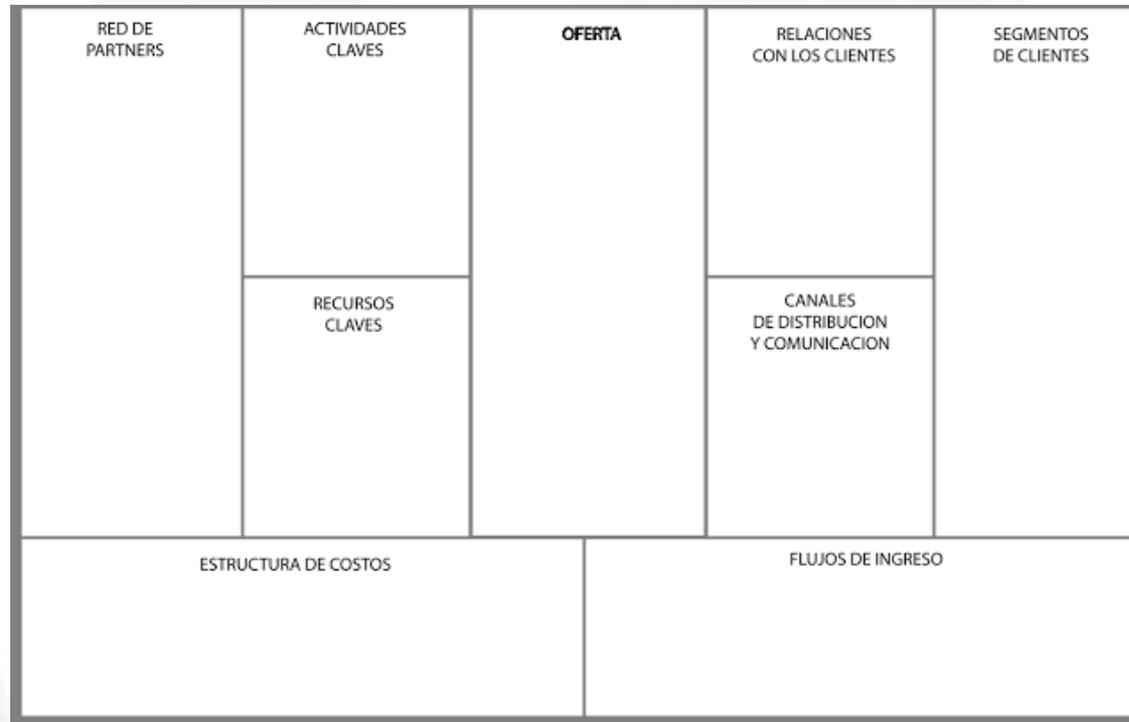 RED DE
PARTNERS
ACTIVIDADES
CLAVES
OFERTA
RELACIONES
CON LOS CLIENTES
SEGMENTOS
DE CLIENTES
RECURSOS
CLAVES
CANALES
DE DISTRIBUCION
Y COMUNICACION
ESTRUCTURA DE COSTOS
FLUJOS DE INGRESO